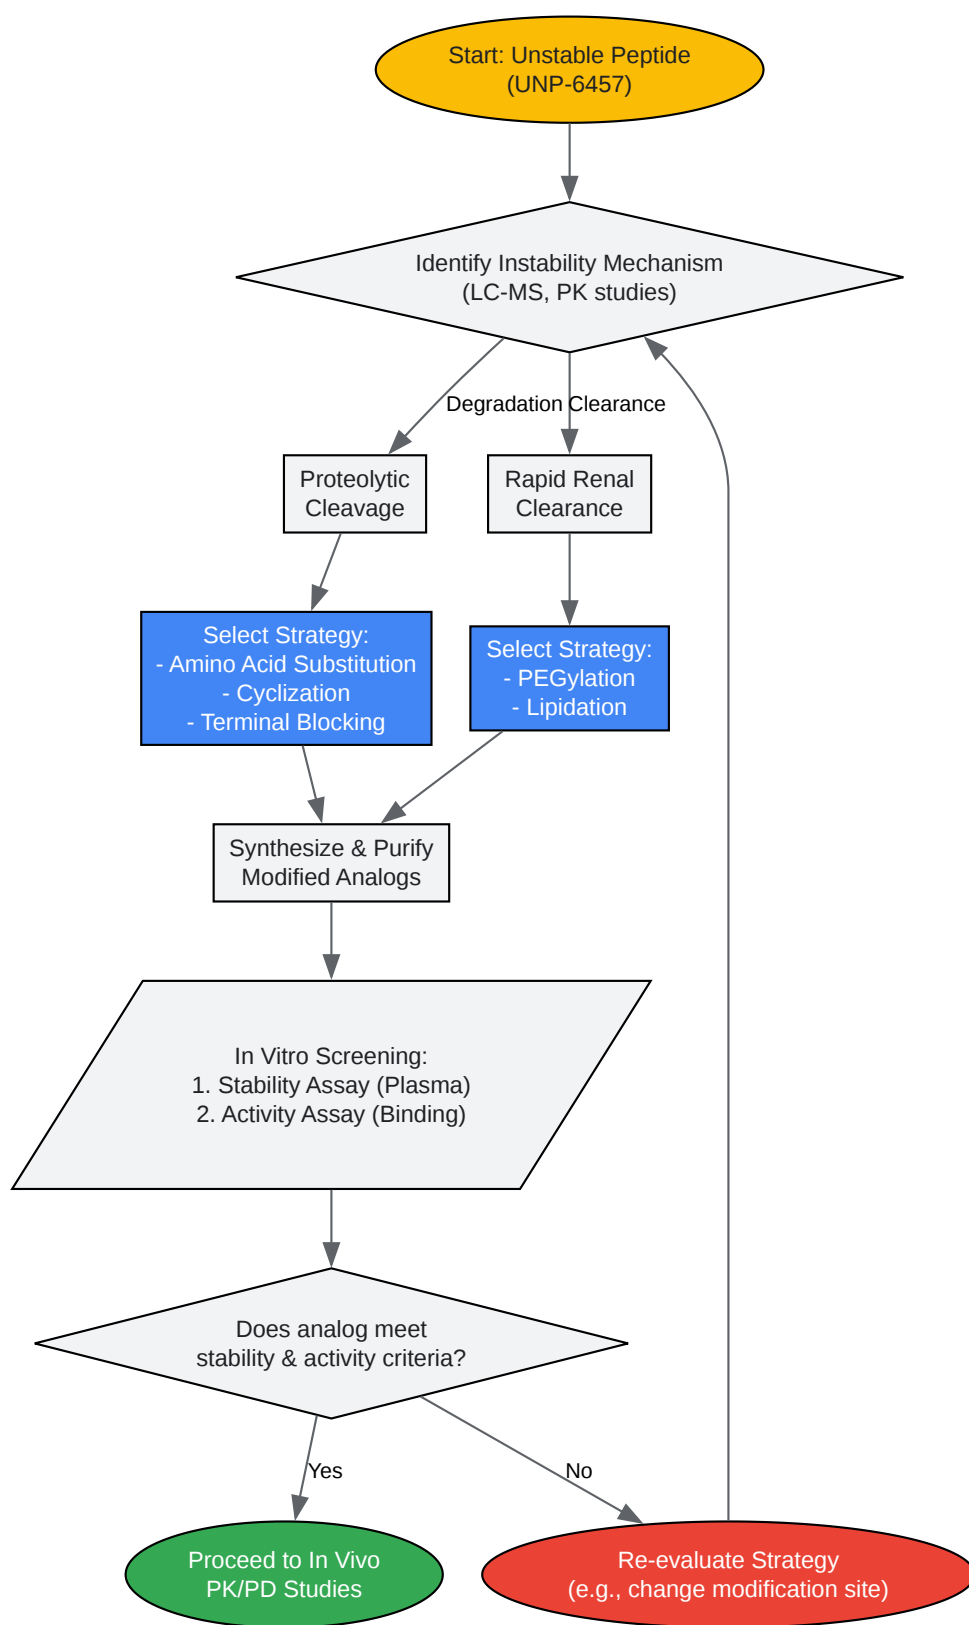 Start: Unstable Peptide
(UNP-6457)
Identify Instability Mechanism
(LC-MS, PK studies)
Degradation
Clearance
Proteolytic
Cleavage
Rapid Renal
Clearance
Select Strategy:
- Amino Acid Substitution
- Cyclization
- Terminal Blocking
Select Strategy:
- PEGylation
- Lipidation
Synthesize & Purify
Modified Analogs
In Vitro Screening:
1. Stability Assay (Plasma)
2. Activity Assay (Binding)
Does analog meet
stability & activity criteria?
Yes
No
Proceed to In Vivo
PK/PD Studies
Re-evaluate Strategy
(e.g., change modification site)